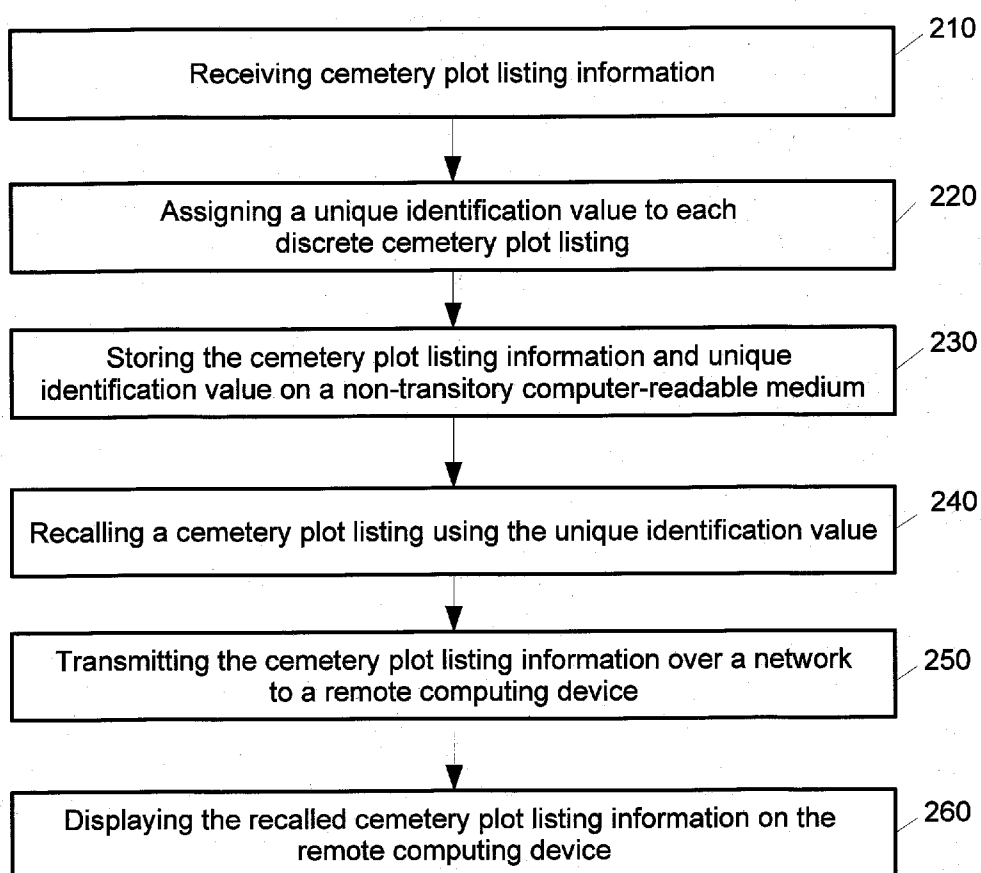 210
Receiving cemetery plot listing information
220
Assigning a unique identification value to each
discrete cemetery plot listing
230
Storing the cemetery plot listing information and unique
identification value on a non-transitory computer-readable medium
240
Recalling a cemetery plot listing using the unique identification value
Transmitting the cemetery plot listing information over a network
250
to a remote computing device
260
Displaying the recalled cemetery plot listing information on the
remote computing device